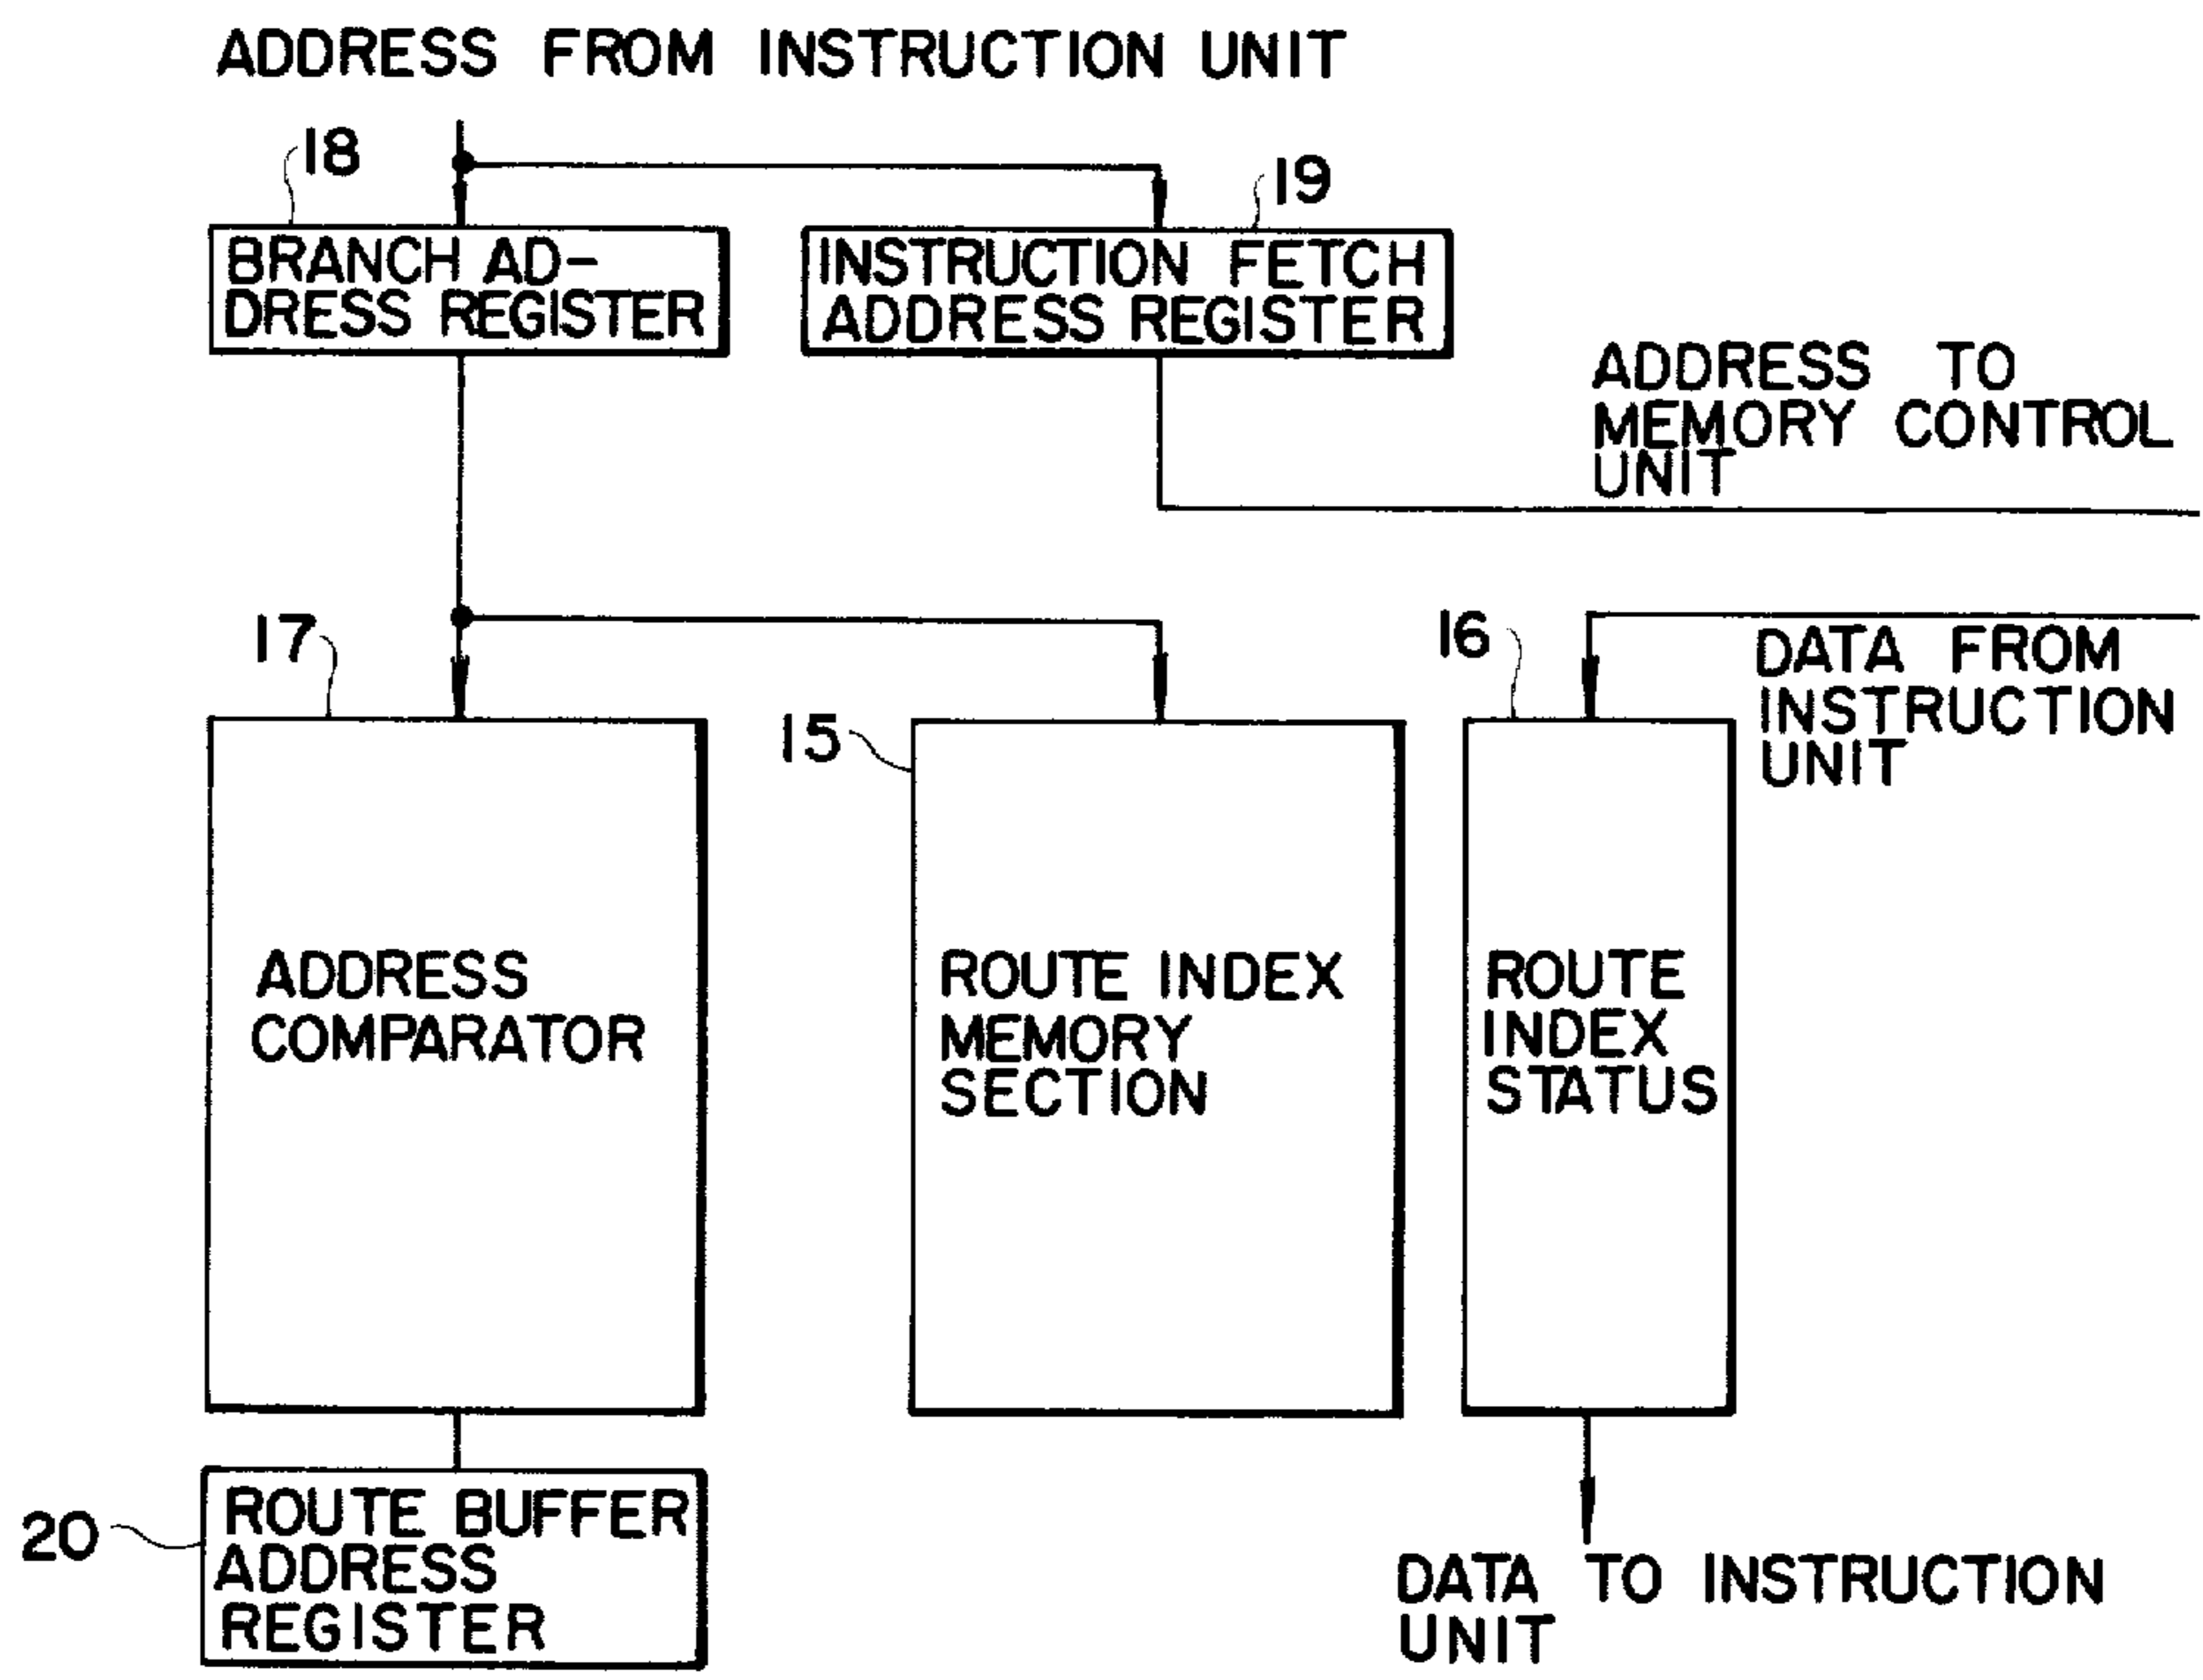 ADDRESS FROM INSTRUCTION UNIT
18
19
BRANCH AD-
DRESS REGISTER
INSTRUCTION FETCH
ADDRESS REGISTER
ADDRESS TO
MEMORY CONTROL
UNIT
17
15
16
DATA FROM
INSTRUCTION
UNIT
ADDRESS
COMPARATOR
ROUTE INDEX
MEMORY
SECTION
ROUTE
INDEX
STATUS
20
ROUTE BUFFER
ADDRESS
REGISTER
DATA TO INSTRUCTION
UNIT